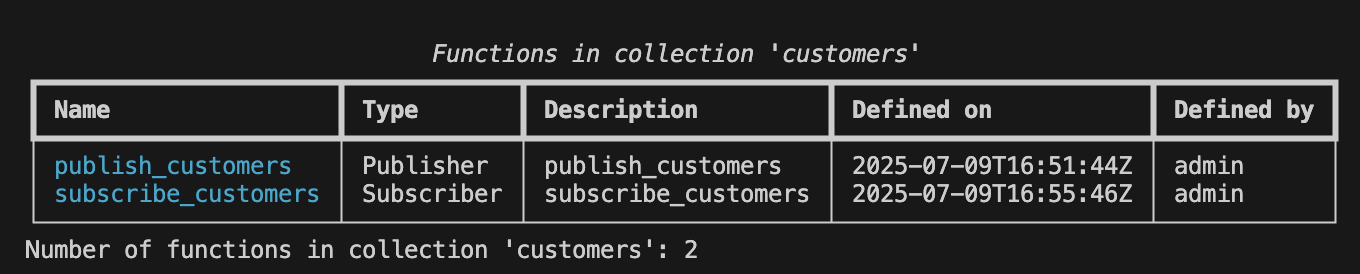 Functions in collection 'customers'
Name Type Description Defined on Defined by
publish_customers Publisher publish_customers 2025-07-09T16:51:44Z admin
subscribe_customers Subscriber subscribe_customers 2025-07-09T16:55:46Z admin
Number of functions in collection 'customers': 2